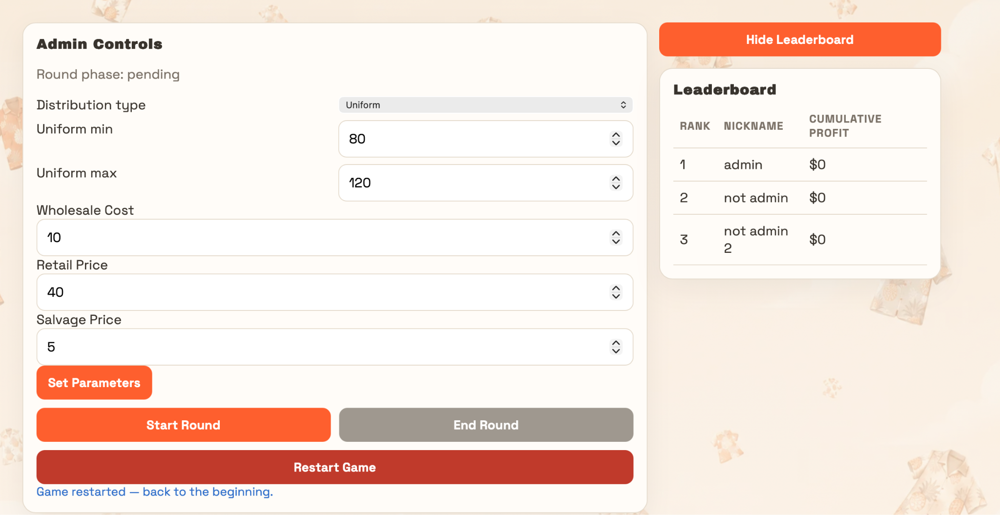 Admin Controls
Round phase: pending
Distribution type
Uniform
Uniform min
80
Uniform max
120
Wholesale Cost
10
Retail Price
40
Salvage Price
5
Set Parameters
Start Round
End Round
Restart Game
Game restarted — back to the beginning.
Hide Leaderboard
Leaderboard
RANK NICKNAME CUMULATIVE PROFIT
1 admin $0
2 not admin $0
3 not admin 2 $0